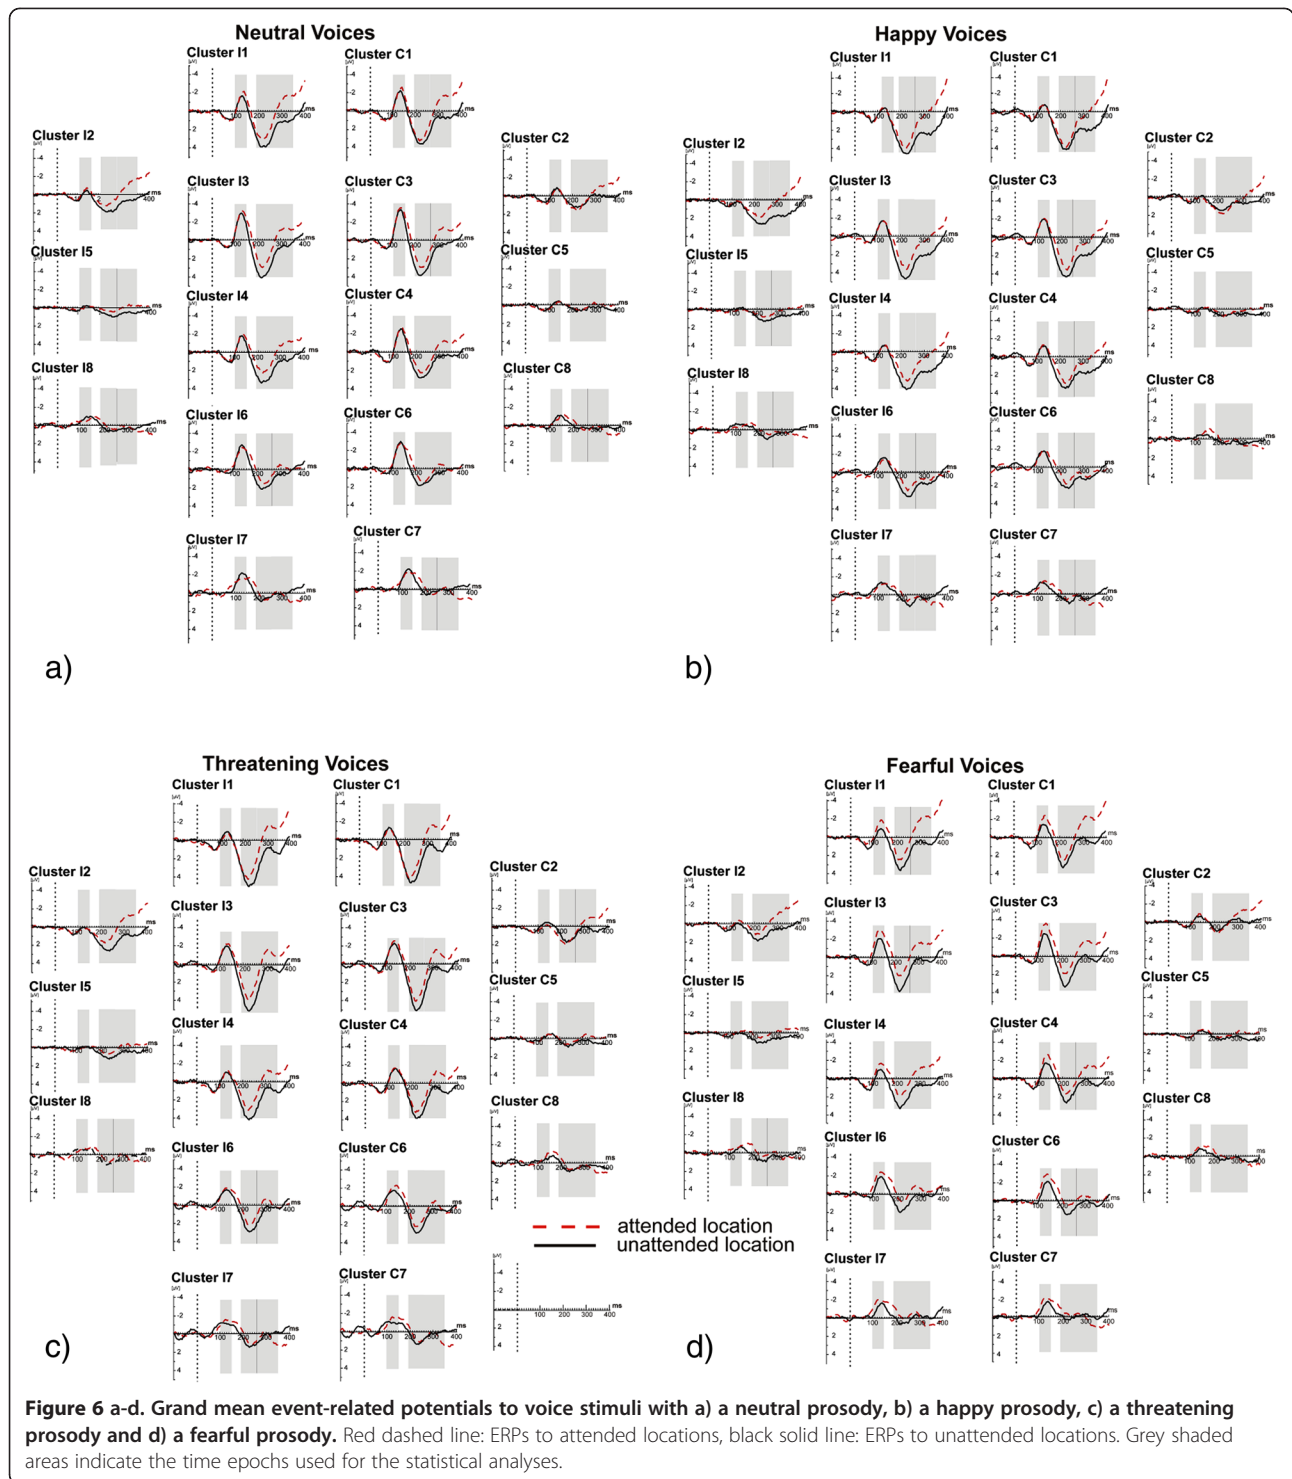 Neutral Voices
Cluster I1
Cluster C1
Cluster I2
Cluster C2
Cluster I3
Cluster C3
Cluster I5
Cluster C5
Cluster I4
Cluster C4
Cluster I8
Cluster C8
Cluster I6
Cluster C6
Cluster I7
Cluster C7
a)
Happy Voices
Cluster I1
Cluster C1
Cluster I2
Cluster C2
Cluster I3
Cluster C3
Cluster I5
Cluster C5
Cluster I4
Cluster C4
Cluster I8
Cluster C8
Cluster I6
Cluster C6
Cluster I7
Cluster C7
b)
Threatening Voices
Cluster I1
Cluster C1
Cluster I2
Cluster C2
Cluster I3
Cluster C3
Cluster I5
Cluster C5
Cluster I4
Cluster C4
Cluster I8
Cluster C8
Cluster I6
Cluster C6
attended location
unattended location
Cluster I7
Cluster C7
-4
-2
2
4
100 200 300 400
ms
c)
Fearful Voices
Cluster I1
Cluster C1
Cluster I2
Cluster C2
Cluster I3
Cluster C3
Cluster I5
Cluster C5
Cluster I4
Cluster C4
Cluster I8
Cluster C8
Cluster I6
Cluster C6
Cluster I7
Cluster C7
d)
Figure 6 a-d. Grand mean event-related potentials to voice stimuli with a) a neutral prosody, b) a happy prosody, c) a threatening
prosody and d) a fearful prosody. Red dashed line: ERPs to attended locations, black solid line: ERPs to unattended locations. Grey shaded
areas indicate the time epochs used for the statistical analyses.